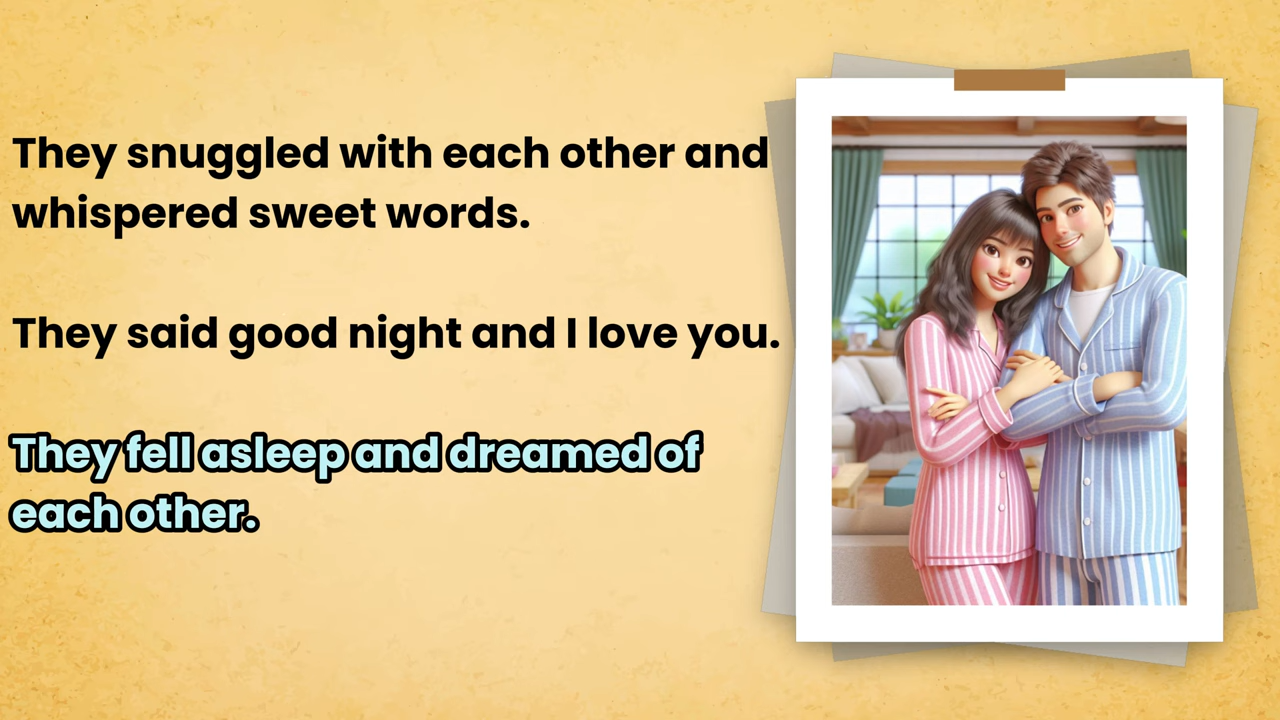 They snuggled with each other and
whispered sweet words.
They said good night and I love you.
They fell asleep and dreamed of
each other.